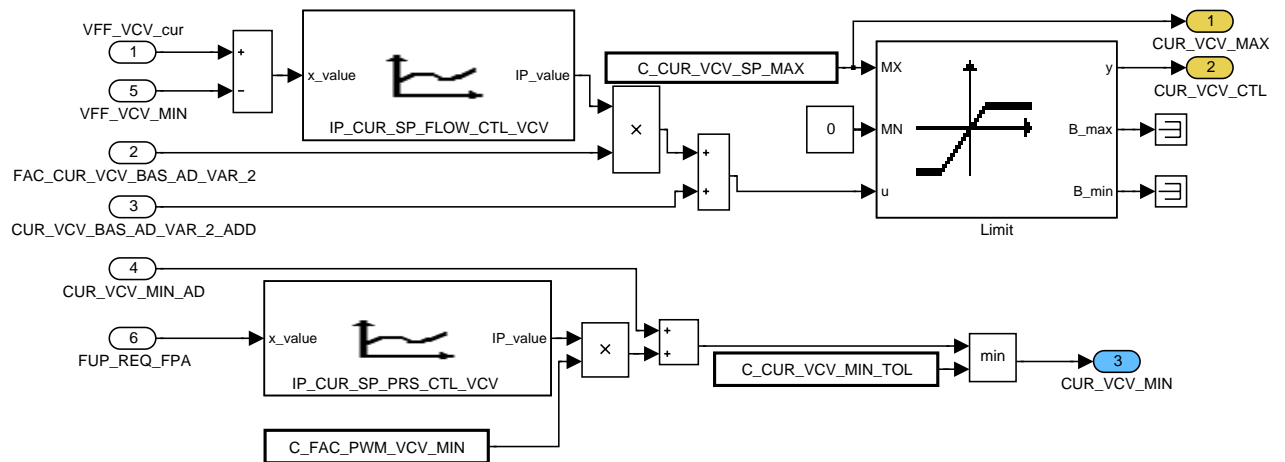 VFF_VCV_cur
1
+
−
5
VFF_VCV_MIN
x_value
IP_value
IP_CUR_SP_FLOW_CTL_VCV
2
FAC_CUR_VCV_BAS_AD_VAR_2
3
CUR_VCV_BAS_AD_VAR_2_ADD
×
+
+
C_CUR_VCV_SP_MAX
0
MX
MN
u
y
B_max
B_min
Limit
1
CUR_VCV_MAX
2
CUR_VCV_CTL
4
CUR_VCV_MIN_AD
6
FUP_REQ_FPA
x_value
IP_value
IP_CUR_SP_PRS_CTL_VCV
C_FAC_PWM_VCV_MIN
×
+
+
C_CUR_VCV_MIN_TOL
min
3
CUR_VCV_MIN